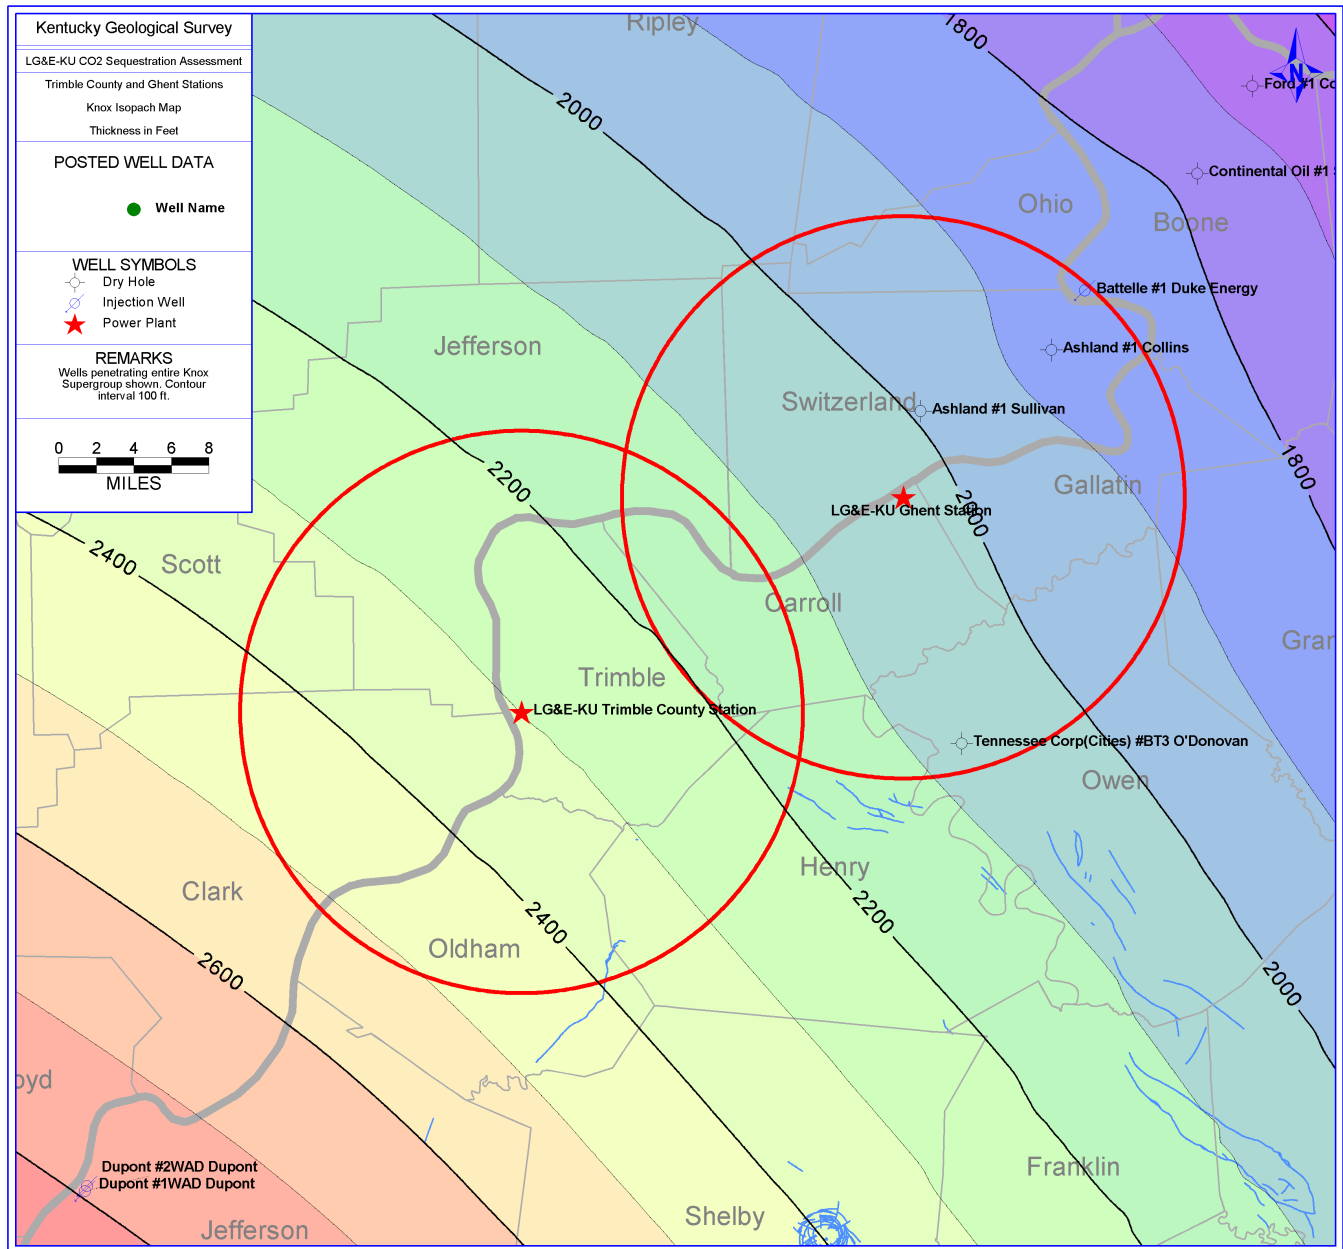 Kentucky Geological Survey
LG&E-KU CO2 Sequestration Assessment
Trimble County and Ghent Stations
Knox Isopach Map
Thickness in Feet
POSTED WELL DATA
Well Name
WELL SYMBOLS
Dry Hole
Injection Well
Power Plant
REMARKS
Wells penetrating entire Knox
Supergroup shown. Contour
interval 100 ft.
0 2 4 6 8
MILES
Ripley
1800
N
Ford #1 Co
2000
Continental Oil #1
Ohio
Boone
Battelle #1 Duke Energy
Jefferson
Ashland #1 Collins
Switzerland
Ashland #1 Sullivan
2200
1800
Gallatin
LG&E-KU Ghent Station
2000
2400
Scott
Carroll
Gran
Trimble
LG&E-KU Trimble County Station
Tennessee Corp(Cities) #BT3 O'Donovan
Owen
Henry
Clark
2200
2400
Oldham
2600
2000
oyd
Dupont #2WAD Dupont
Dupont #1WAD Dupont
Franklin
Shelby
Jefferson